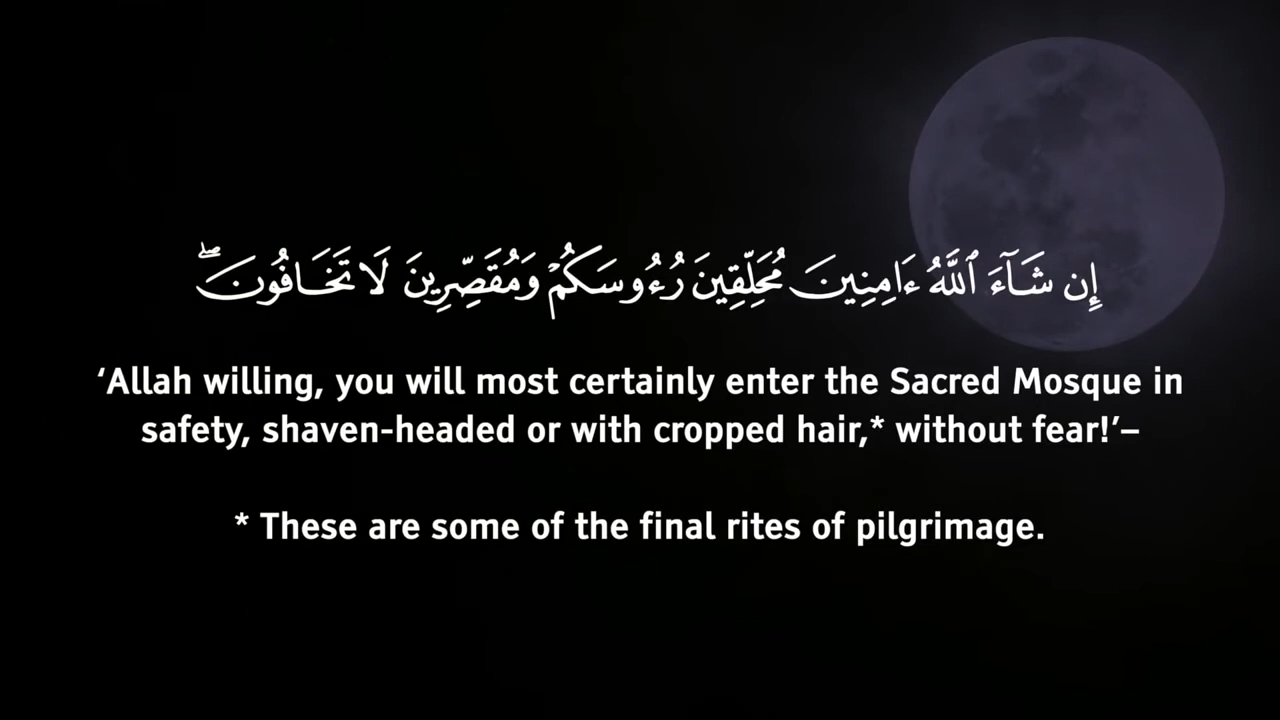 إِن شَآءَ ٱللَّهُ ءَامِنِينَ مُحَلِّقِينَ رُءُوسَكُمْ وَمُقَصِّرِينَ لَا تَخَافُونَ ۖ
‘Allah willing, you will most certainly enter the Sacred Mosque in
safety, shaven-headed or with cropped hair,* without fear!’–
* These are some of the final rites of pilgrimage.